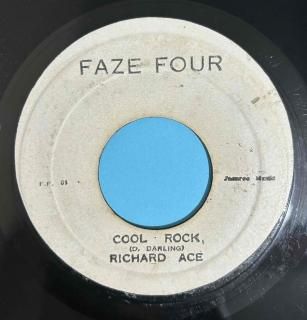 FAZE FOUR
F.F. 01 Jamrec Music
COOL ROCK,
(D. DARLING)
RICHARD ACE